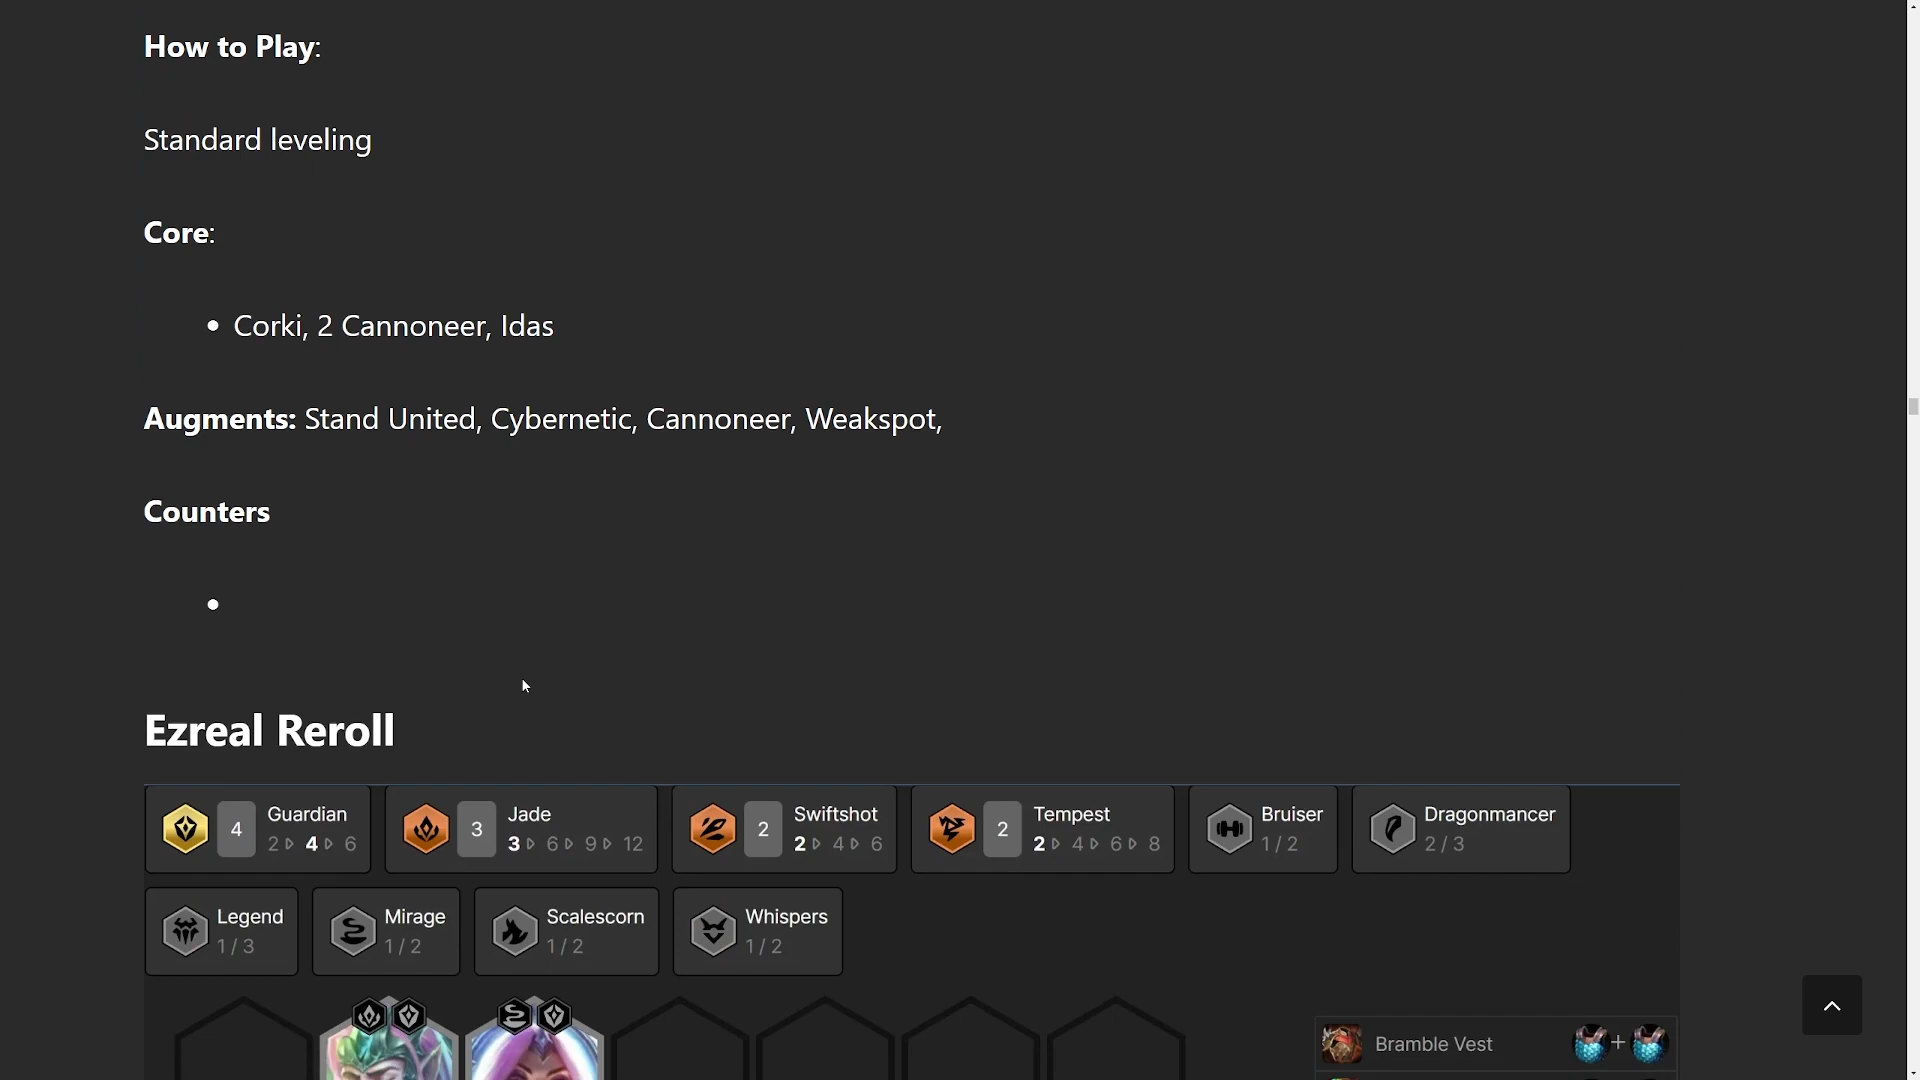 How to Play:
Standard leveling
Core:
• Corki, 2 Cannoneer, Idas
Augments: Stand United, Cybernetic, Cannoneer, Weakspot,
Counters
•
Ezreal Reroll
4 Guardian 2 4 6
3 Jade 3 6 9 12
2 Swiftshot 2 4 6
2 Tempest 2 4 6 8
Bruiser 1 / 2
Dragonmancer 2 / 3
Legend 1 / 3
Mirage 1 / 2
Scalescorn 1 / 2
Whispers 1 / 2
Bramble Vest +